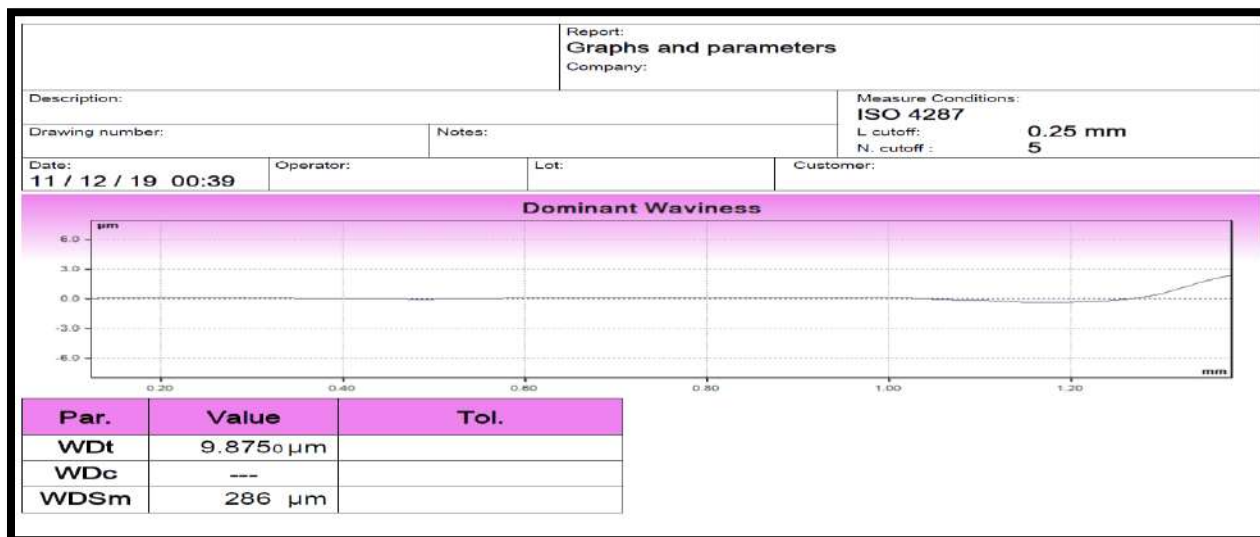 Report:
Graphs and parameters
Company:
Description:
Measure Conditions:
ISO 4287
L cutoff: 0.25 mm
N. cutoff : 5
Drawing number:
Notes:
Date:
11 / 12 / 19 00:39
Operator:
Lot:
Customer:
Dominant Waviness
µm
6.0
3.0
0.0
-3.0
-6.0
mm
0.20 0.40 0.60 0.80 1.00 1.20
Par. Value Tol.
WDt 9.8750 µm
WDc ---
WDSm 286 µm